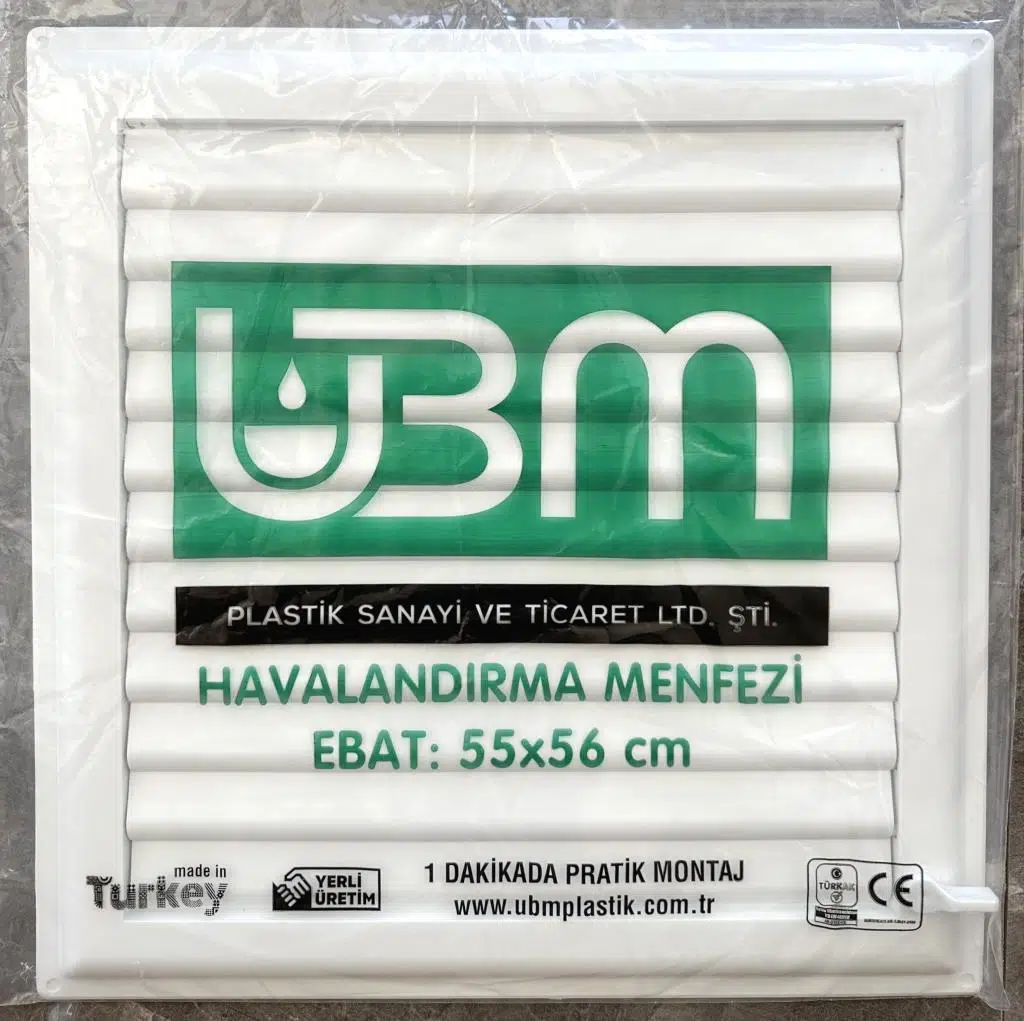 UBM
PLASTİK SANAYİ VE TİCARET LTD. ŞTİ.
HAVALANDIRMA MENFEZİ
EBAT: 55x56 cm
made in
Turkey
YERLİ
ÜRETİM
1 DAKİKADA PRATİK MONTAJ
www.ubmplastik.com.tr
TÜRKAK
CE